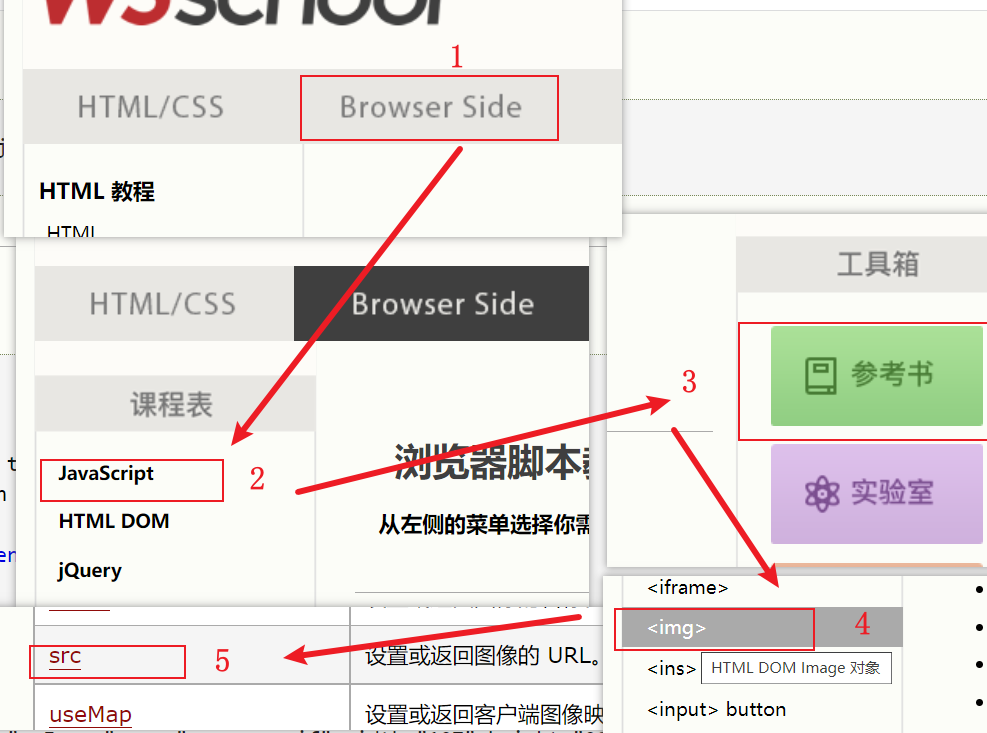 W3school
1
HTML/CSS
Browser Side
HTML 教程
HTML
HTML/CSS
Browser Side
课程表
JavaScript
2
HTML DOM
jQuery
浏览器脚本
从左侧的菜单选择你需
工具箱
3
参考书
实验室
<iframe>
<img>
4
<ins>
HTML DOM Image 对象
<input> button
src
5
设置或返回图像的 URL。
useMap
设置或返回客户端图像映